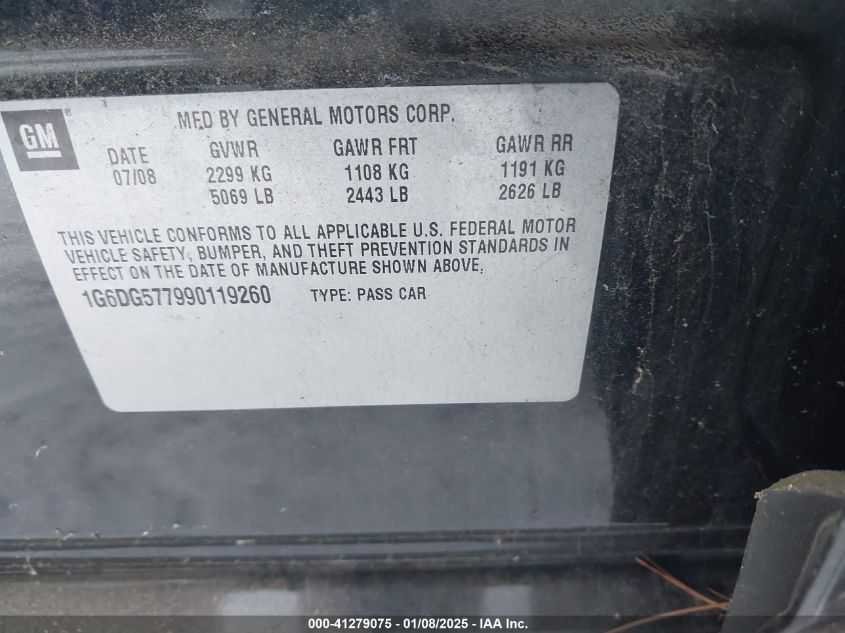 MFD BY GENERAL MOTORS CORP.
GM ®
DATE GVWR GAWR FRT GAWR RR
07/08 2299 KG 1108 KG 1191 KG
5069 LB 2443 LB 2626 LB
THIS VEHICLE CONFORMS TO ALL APPLICABLE U.S. FEDERAL MOTOR
VEHICLE SAFETY, BUMPER, AND THEFT PREVENTION STANDARDS IN
EFFECT ON THE DATE OF MANUFACTURE SHOWN ABOVE.
1G6DG577990119260 TYPE: PASS CAR
000-41279075 - 01/08/2025 - IAA Inc.